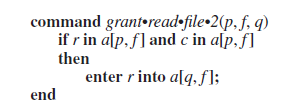 command grant•read•file•2(p, f, q)
if r in a[p, f] and c in a[p, f]
then
enter r into a[q, f];
end